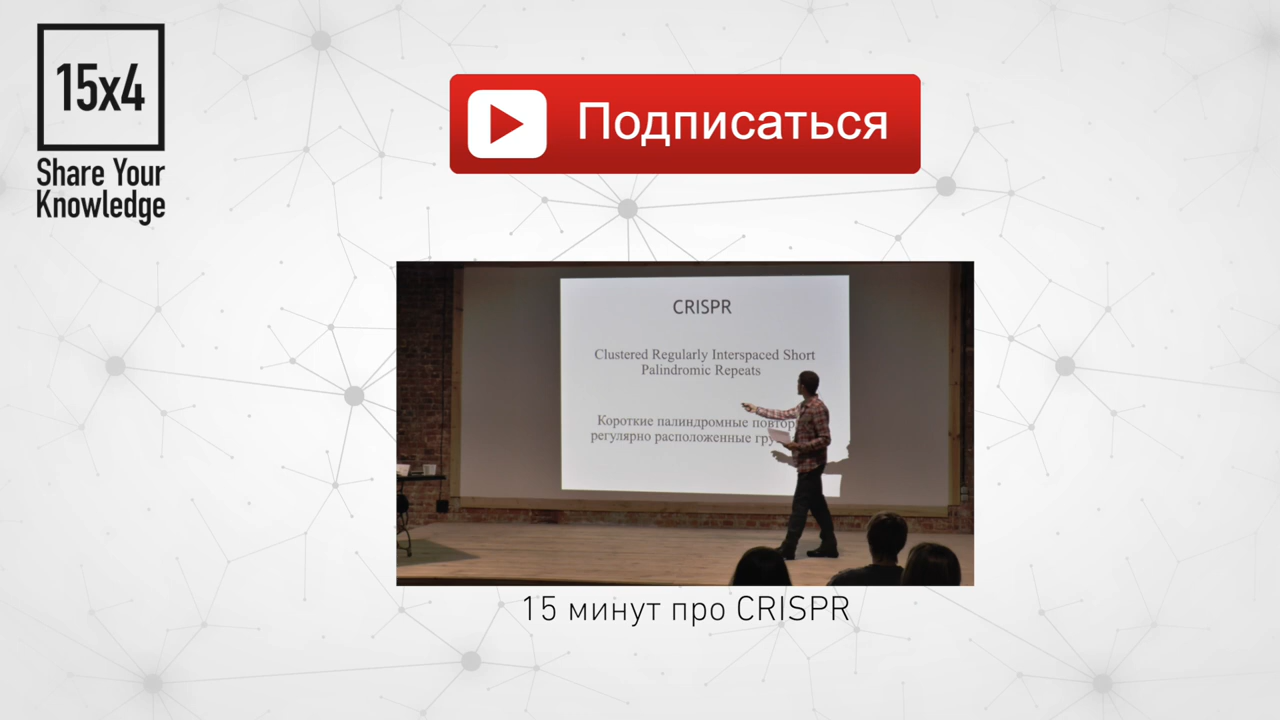 15x4
Share Your
Knowledge
Подписаться
CRISPR
Clustered Regularly Interspaced Short
Palindromic Repeats
Короткие палиндромные
регулярно расположенные
15 минут про CRISPR